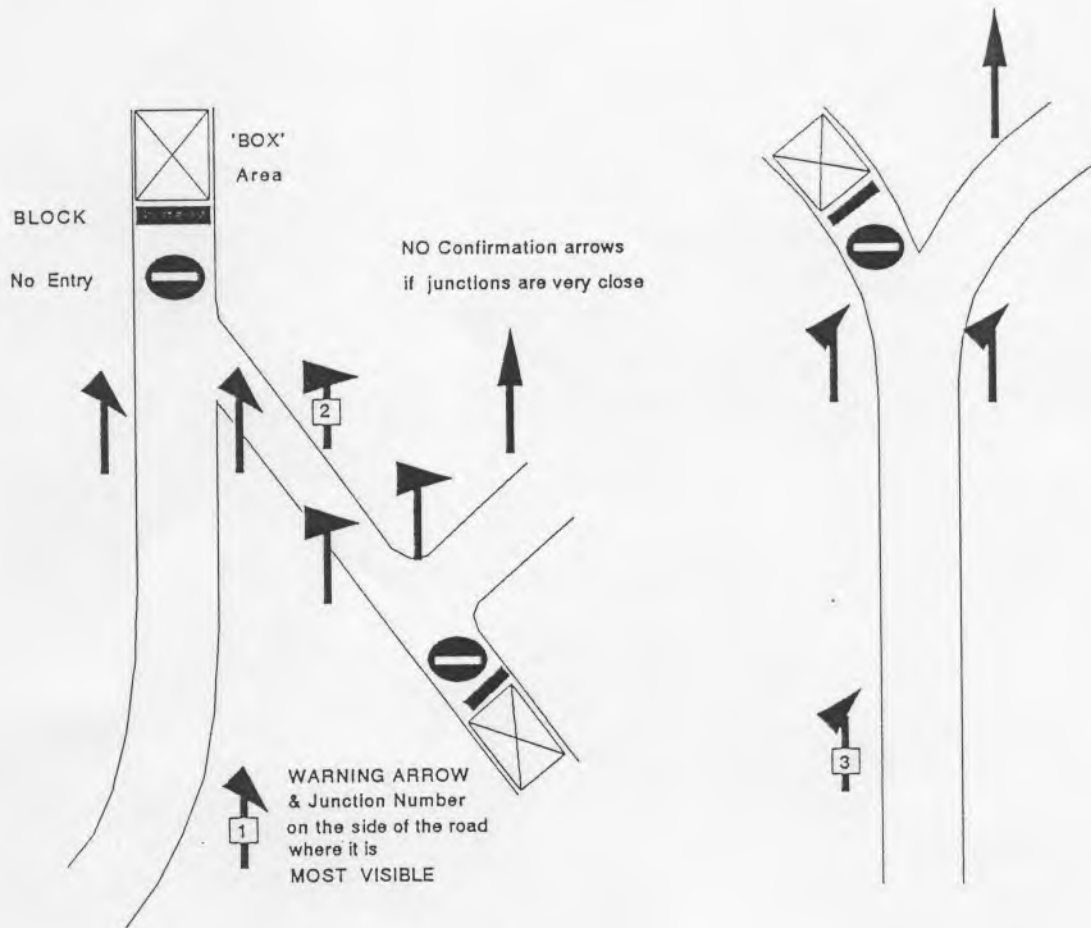 'BOX'
Area
BLOCK
No Entry
NO Confirmation arrows
if junctions are very close
2
3
1
WARNING ARROW
& Junction Number
on the side of the road
where it is
MOST VISIBLE